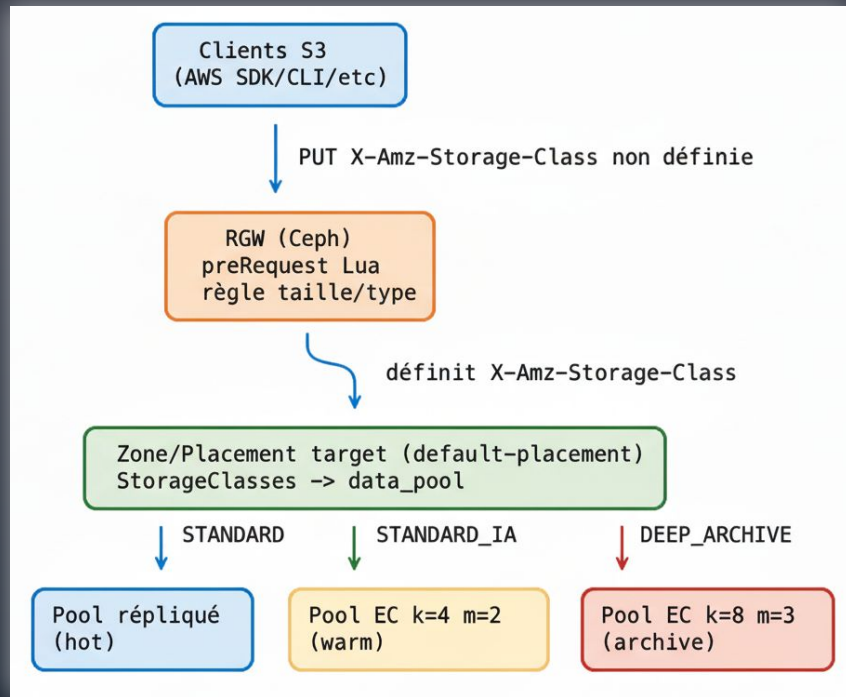 Clients S3
(AWS SDK/CLI/etc)
PUT X-Amz-Storage-Class non définie
RGW (Ceph)
preRequest Lua
règle taille/type
définit X-Amz-Storage-Class
Zone/Placement target (default-placement)
StorageClasses -> data_pool
STANDARD
STANDARD_IA
DEEP_ARCHIVE
Pool répliqué
(hot)
Pool EC k=4 m=2
(warm)
Pool EC k=8 m=3
(archive)